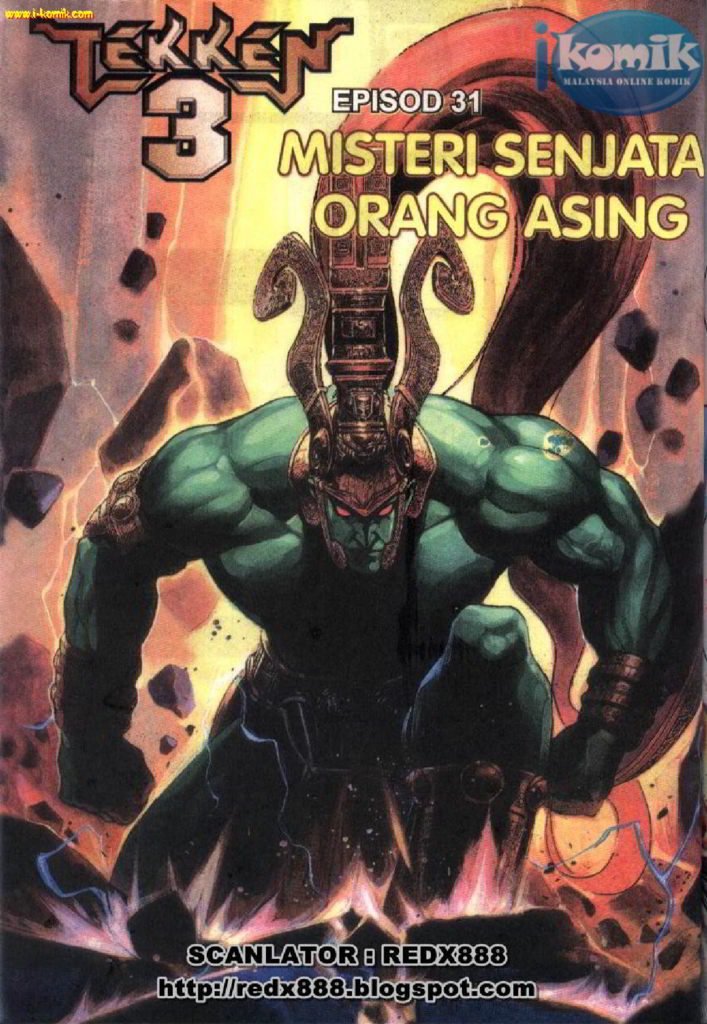 www.i-komik.com
TEKKEN
3
ikomik
MALAYSIA ONLINE KOMIK
EPISOD 31
MISTERI SENJATA
ORANG ASING
SCANLATOR : REDX888
http://redx888.blogspot.com